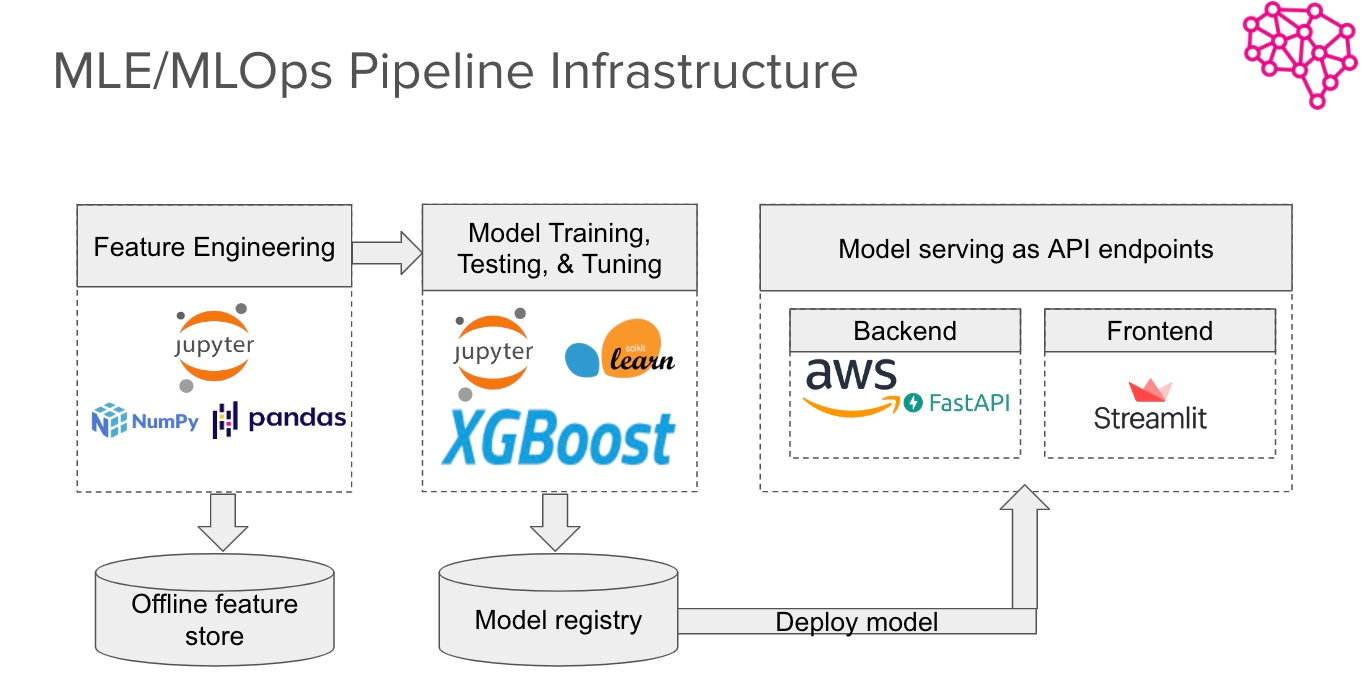 MLE/MLOps Pipeline Infrastructure
Feature Engineering
jupyter
NumPy
pandas
Offline feature
store
Model Training,
Testing, & Tuning
jupyter
scikit
learn
XGBoost
Model registry
Deploy model
Model serving as API endpoints
Backend
aws
FastAPI
Frontend
Streamlit